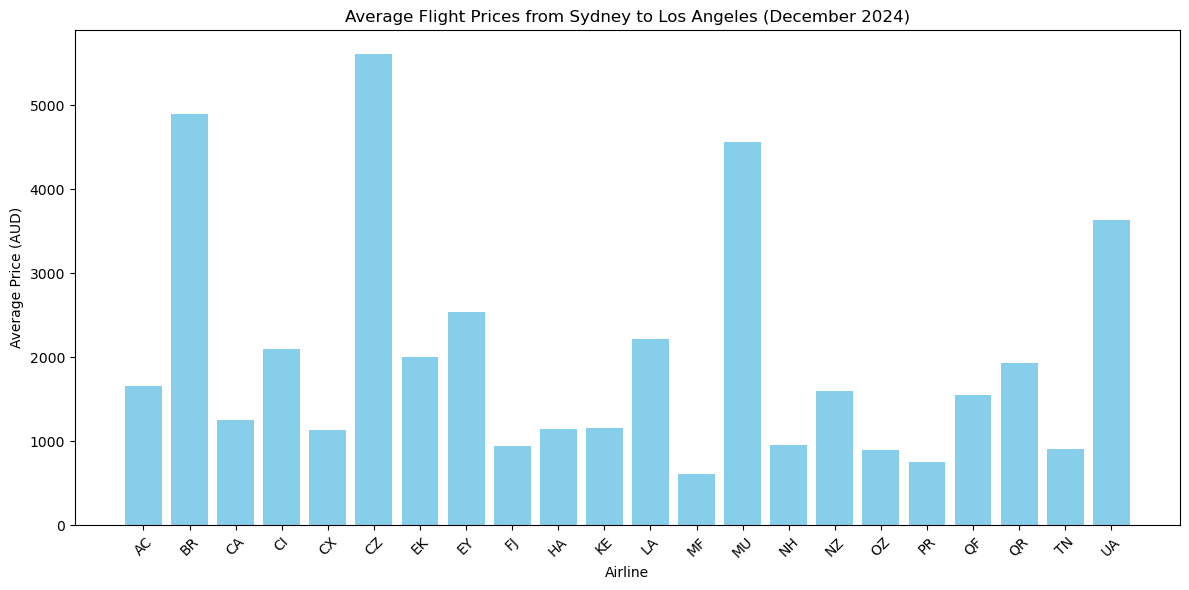 Average Flight Prices from Sydney to Los Angeles (December 2024)
Average Price (AUD)
5000
4000
3000
2000
1000
0
AC BR CA CI CX CZ EK EY FJ HA KE LA MF MU NH NZ OZ PR QF QR TN UA
Airline